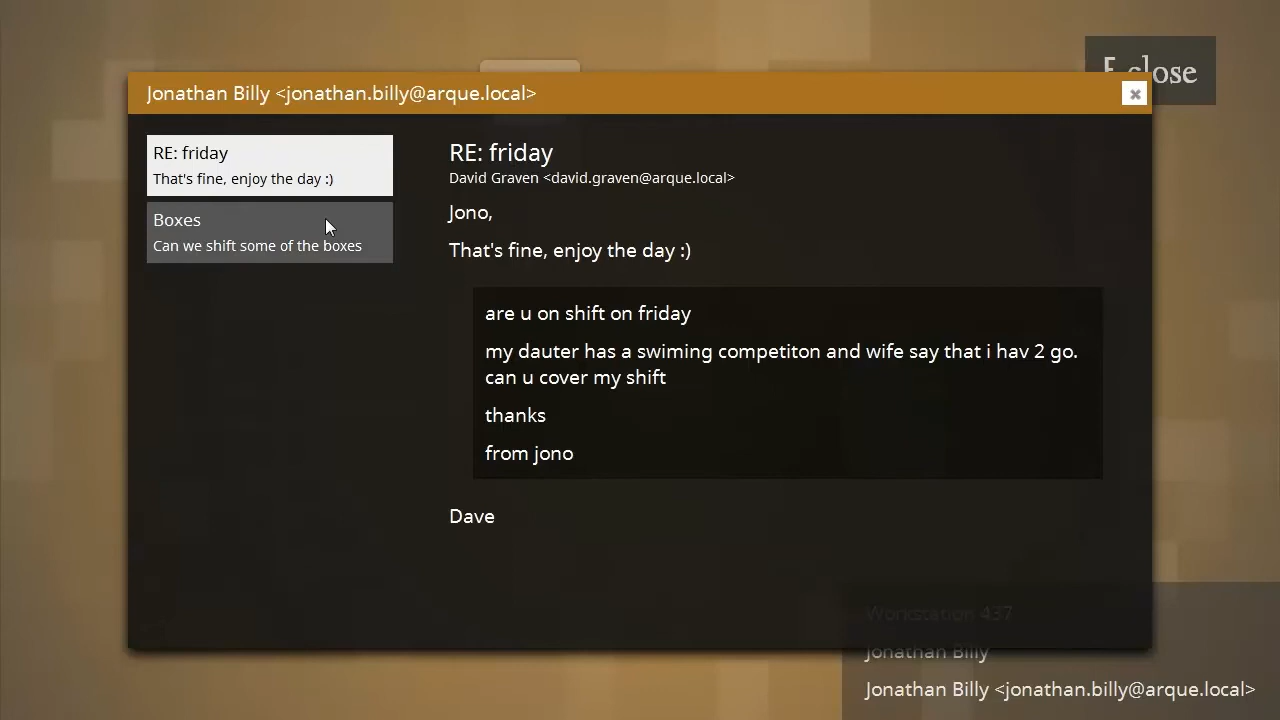 F close
Jonathan Billy <jonathan.billy@arque.local>
RE: friday
That's fine, enjoy the day :)
Boxes
Can we shift some of the boxes
RE: friday
David Graven <david.graven@arque.local>
Jono,
That's fine, enjoy the day :)
are u on shift on friday
my dauter has a swiming competiton and wife say that i hav 2 go.
can u cover my shift
thanks
from jono
Dave
Workstation 437
Jonathan Billy
Jonathan Billy <jonathan.billy@arque.local>